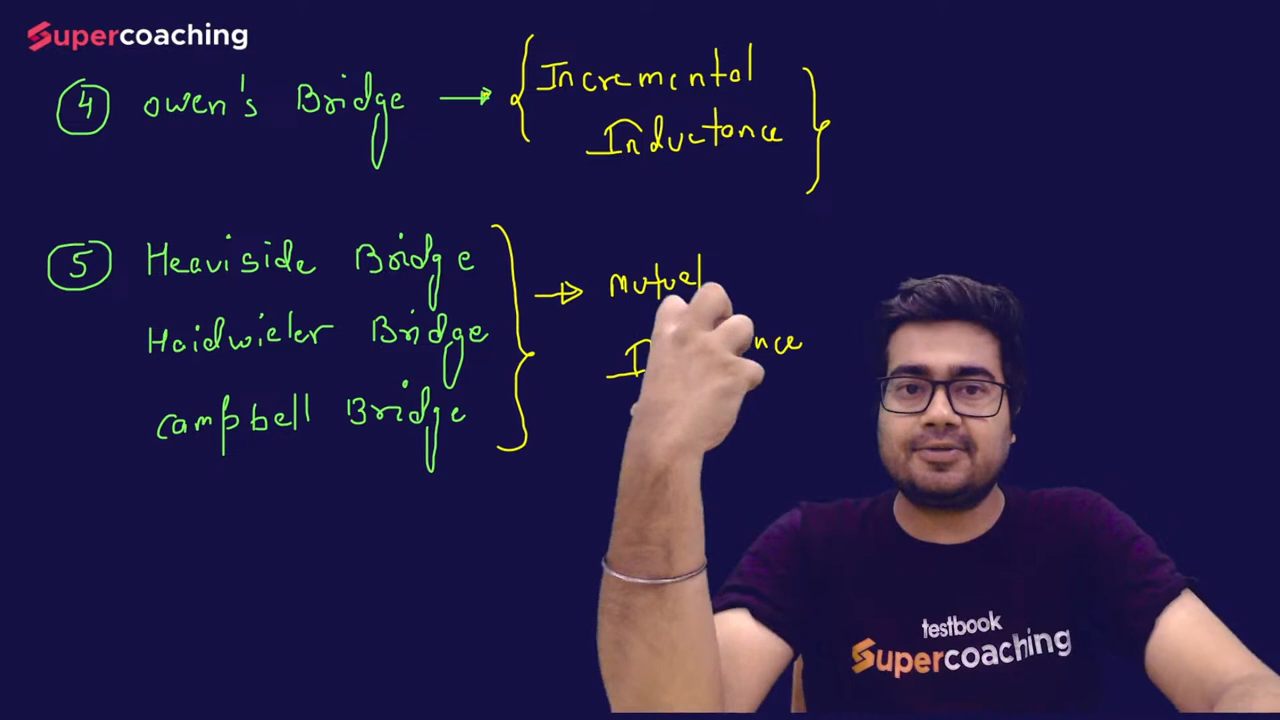 Supercoaching
4 owen's Bridge → Incremental
Inductance
5 Heaviside Bridge
Haidwieler Bridge
campbell Bridge
→ mutual
testbook
Supercoaching